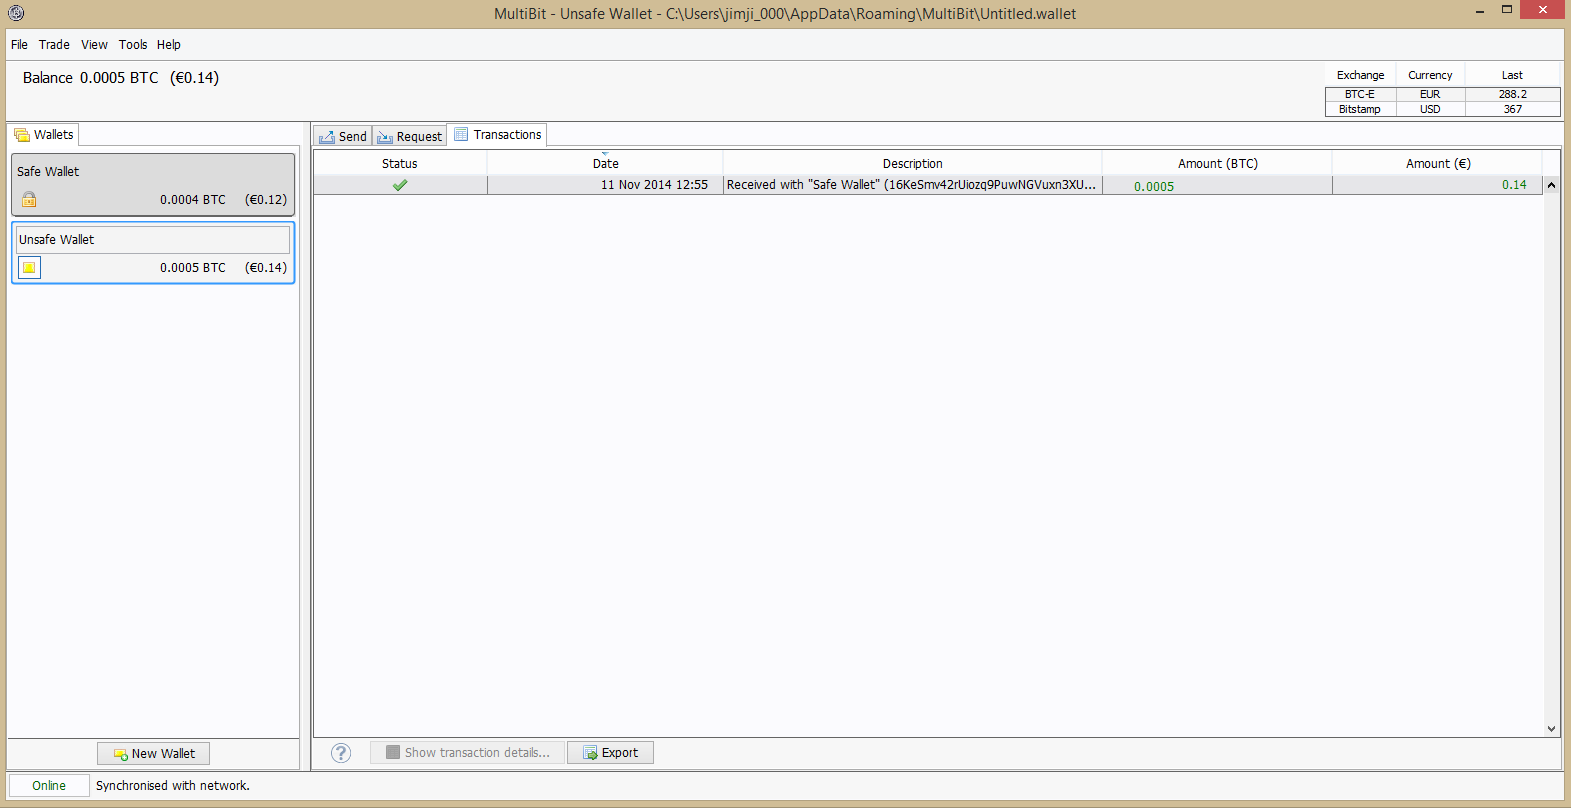 MultiBit - Unsafe Wallet - C:\Users\jimji_000\AppData\Roaming\MultiBit\Untitled.wallet
File Trade View Tools Help
Balance 0.0005 BTC (€0.14)
Exchange Currency Last
BTC-E EUR 288.2
Bitstamp USD 367
Wallets
Safe Wallet
0.0004 BTC (€0.12)
Unsafe Wallet
0.0005 BTC (€0.14)
New Wallet
Send Request Transactions
Status Date Description Amount (BTC) Amount (€)
11 Nov 2014 12:55 Received with "Safe Wallet" (16KeSmv42rUiozq9PuwNGVuxn3XU... 0.0005 0.14
? Show transaction details... Export
Online Synchronised with network.